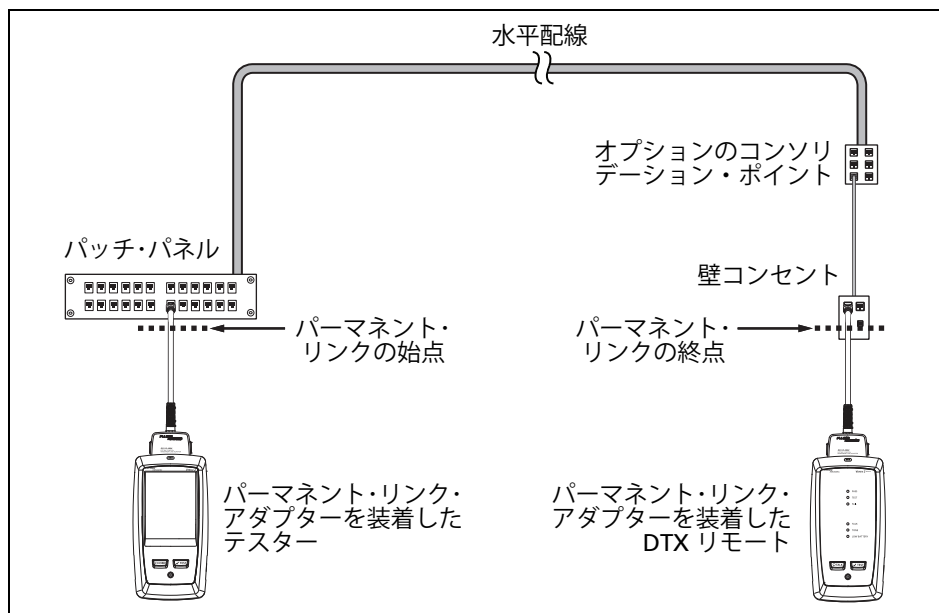 水平配線
オプションのコンソリ
デーション・ポイント
パッチ・パネル
壁コンセント
パーマネント・
リンクの始点
パーマネント・
リンクの終点
パーマネント・リンク・
アダプターを装着した
テスター
パーマネント・リンク・
アダプターを装着した
DTX リモート